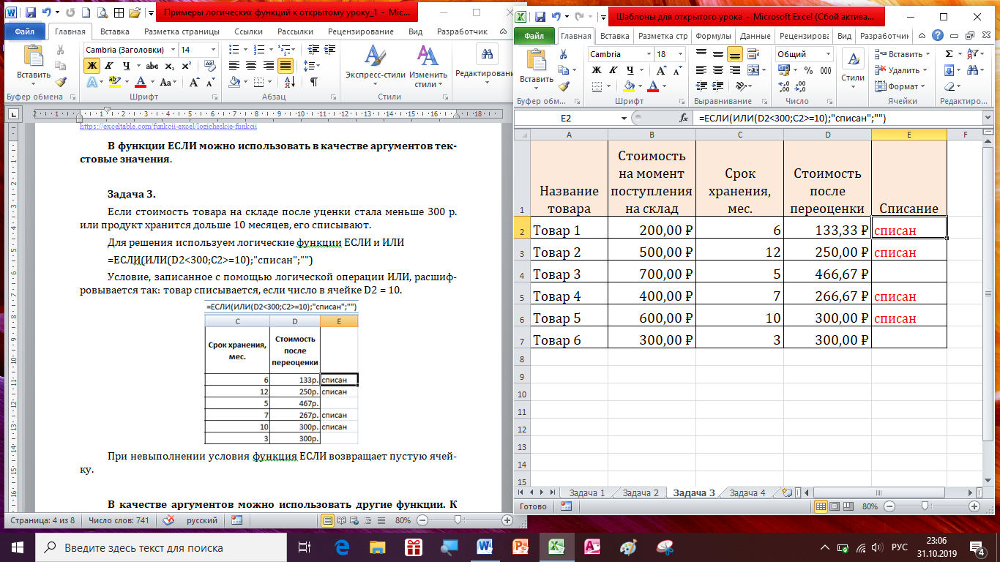 Примеры логических функций к открытому уроку_1 - Mic...
Файл Главная Вставка Разметка страницы Ссылки Рассылки Рецензирование Вид Разработчик
Cambria (Заголовки) 14
Вставить
Ж К Ч abc x₂ x²
Aa
Экспресс-стили
Изменить стили
Редактировани
Буфер обмена Шрифт Абзац Стили
https://exceltable.com/funkcii-excel/logicheskie-funkcii
В функции ЕСЛИ можно использовать в качестве аргументов тек-
стовые значения.
Задача 3.
Если стоимость товара на складе после уценки стала меньше 300 р.
или продукт хранится дольше 10 месяцев, его списывают.
Для решения используем логические функции ЕСЛИ и ИЛИ
=ЕСЛИ(ИЛИ(D2<300;C2>=10);"списан";"")
Условие, записанное с помощью логической операции ИЛИ, расшиф-
ровывается так: товар списывается, если число в ячейке D2 = 10.
=ЕСЛИ(ИЛИ(D2<300;C2>=10);"списан";"")
C D E
Срок хранения, мес. Стоимость после переоценки
6 133р. списан
12 250р. списан
5 467р.
7 267р. списан
10 300р. списан
3 300р.
При невыполнении условия функция ЕСЛИ возвращает пустую ячей-
ку.
В качестве аргументов можно использовать другие функции. К
Страница: 4 из 8 Число слов: 741 русский 80%
Шаблоны для открытого урока - Microsoft Excel (Сбой актива...
Файл Главная Вставка Разметка стр Формулы Данные Рецензирова Вид Разработчик
Cambria 18 Общий
Вставить
Ж К Ч
% 000
Стили
Вставить
Удалить
Формат
Буфер обм... Шрифт Выравнивание Число Ячейки Редактиро...
E2 fx =ЕСЛИ(ИЛИ(D2<300;C2>=10);"списан";"")
A B C D E F
1 Название товара Стоимость на момент поступления на склад Срок хранения, мес. Стоимость после переоценки Списание
2 Товар 1 200,00 ₽ 6 133,33 ₽ списан
3 Товар 2 500,00 ₽ 12 250,00 ₽ списан
4 Товар 3 700,00 ₽ 5 466,67 ₽
5 Товар 4 400,00 ₽ 7 266,67 ₽ списан
6 Товар 5 600,00 ₽ 10 300,00 ₽ списан
7 Товар 6 300,00 ₽ 3 300,00 ₽
8
9
10
11
12
13
14
15
Задача 1 Задача 2 Задача 3 Задача 4
Готово 80%
Введите здесь текст для поиска
РУС
23:06
31.10.2019
4